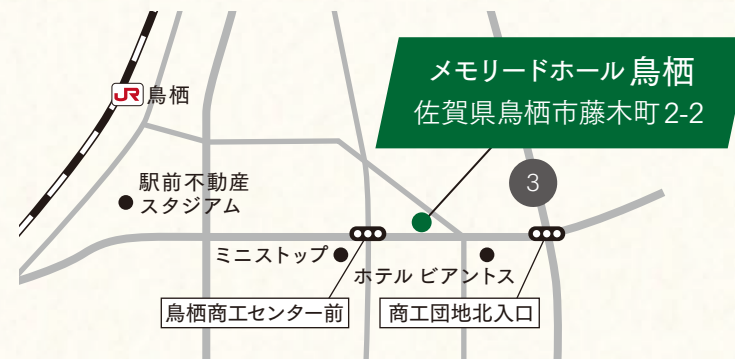 メモリードホール 鳥栖
佐賀県鳥栖市藤木町2-2
JR 鳥栖
3
駅前不動産
スタジアム
ミニストップ
ホテル ビアントス
鳥栖商工センター前
商工団地北入口